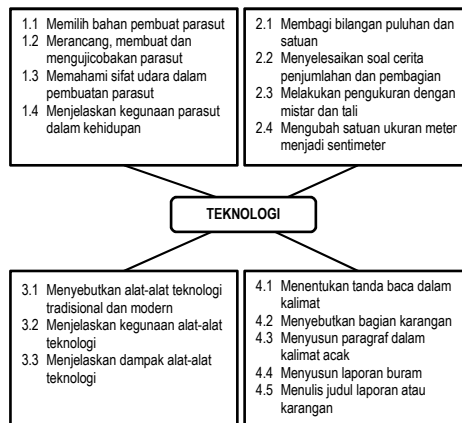 1.1 Memilih bahan pembuat parasut
1.2 Merancang, membuat dan
mengujicobakan parasut
1.3 Memahami sifat udara dalam
pembuatan parasut
1.4 Menjelaskan kegunaan parasut
dalam kehidupan
2.1 Membagi bilangan puluhan dan
satuan
2.2 Menyelesaikan soal cerita
penjumlahan dan pembagian
2.3 Melakukan pengukuran dengan
mistar dan tali
2.4 Mengubah satuan ukuran meter
menjadi sentimeter
TEKNOLOGI
3.1 Menyebutkan alat-alat teknologi
tradisional dan modern
3.2 Menjelaskan kegunaan alat-alat
teknologi
3.3 Menjelaskan dampak alat-alat
teknologi
4.1 Menentukan tanda baca dalam
kalimat
4.2 Menyebutkan bagian karangan
4.3 Menyusun paragraf dalam
kalimat acak
4.4 Menyusun laporan buram
4.5 Menulis judul laporan atau
karangan